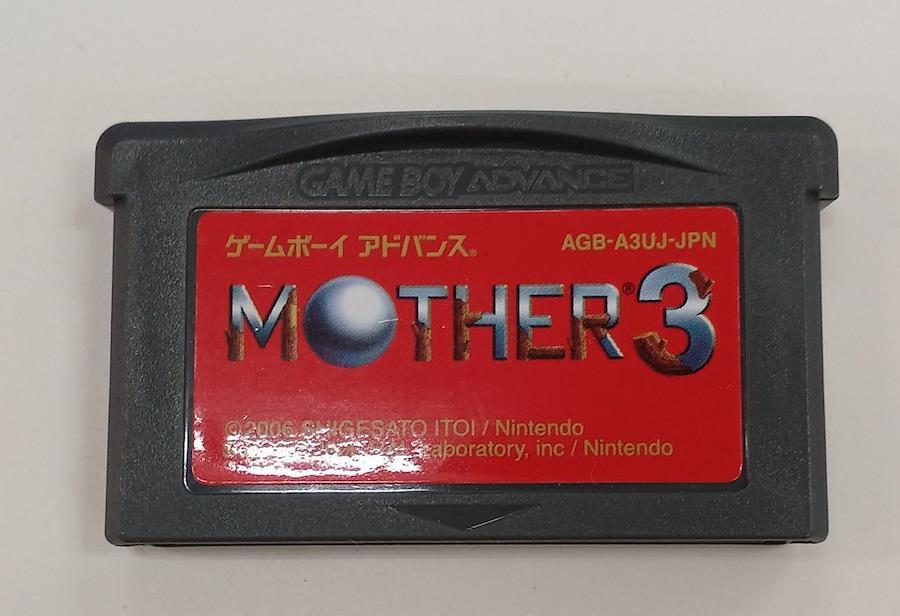 GAME BOY ADVANCE
ゲームボーイ アドバンス® AGB-A3UJ-JPN
MOTHER®3
©2006 SHIGESATO ITOI / Nintendo
Laboratory, inc / Nintendo